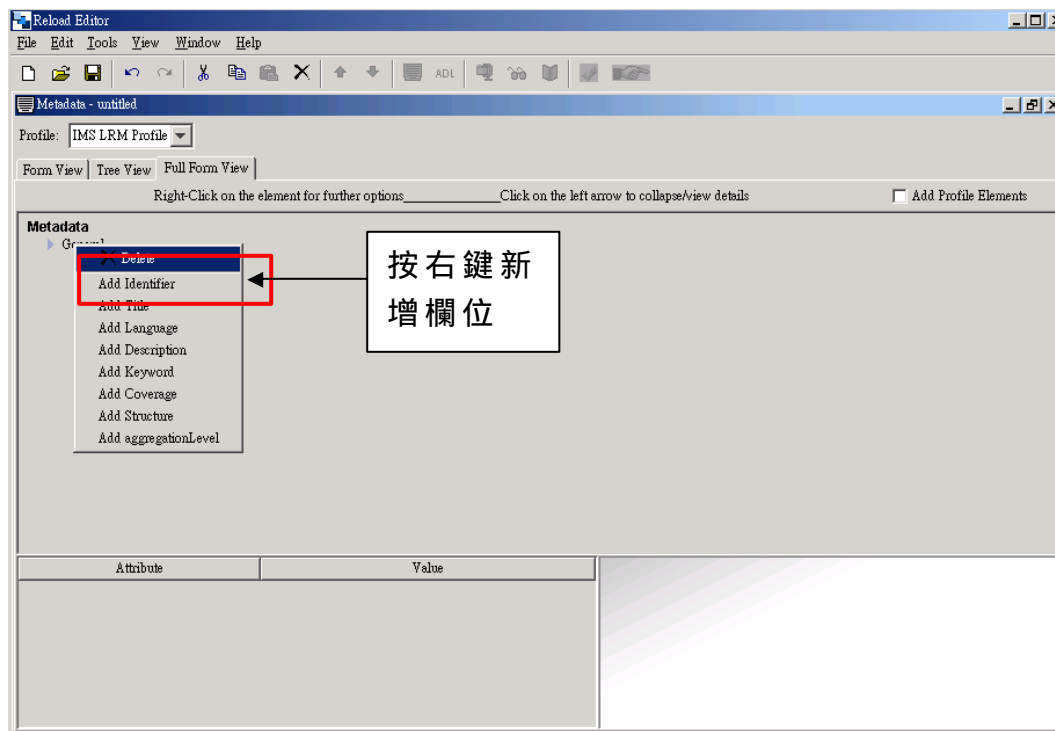 Reload Editor
File Edit Tools View Window Help
ADL
Metadata - untitled
Profile: IMS LRM Profile
Form View Tree View Full Form View
Right-Click on the element for further options__________Click on the left arrow to collapse/view details Add Profile Elements
Metadata
General
Delete
Add Identifier
Add Title
Add Language
Add Description
Add Keyword
Add Coverage
Add Structure
Add aggregationLevel
按右鍵新
增欄位
Attribute Value